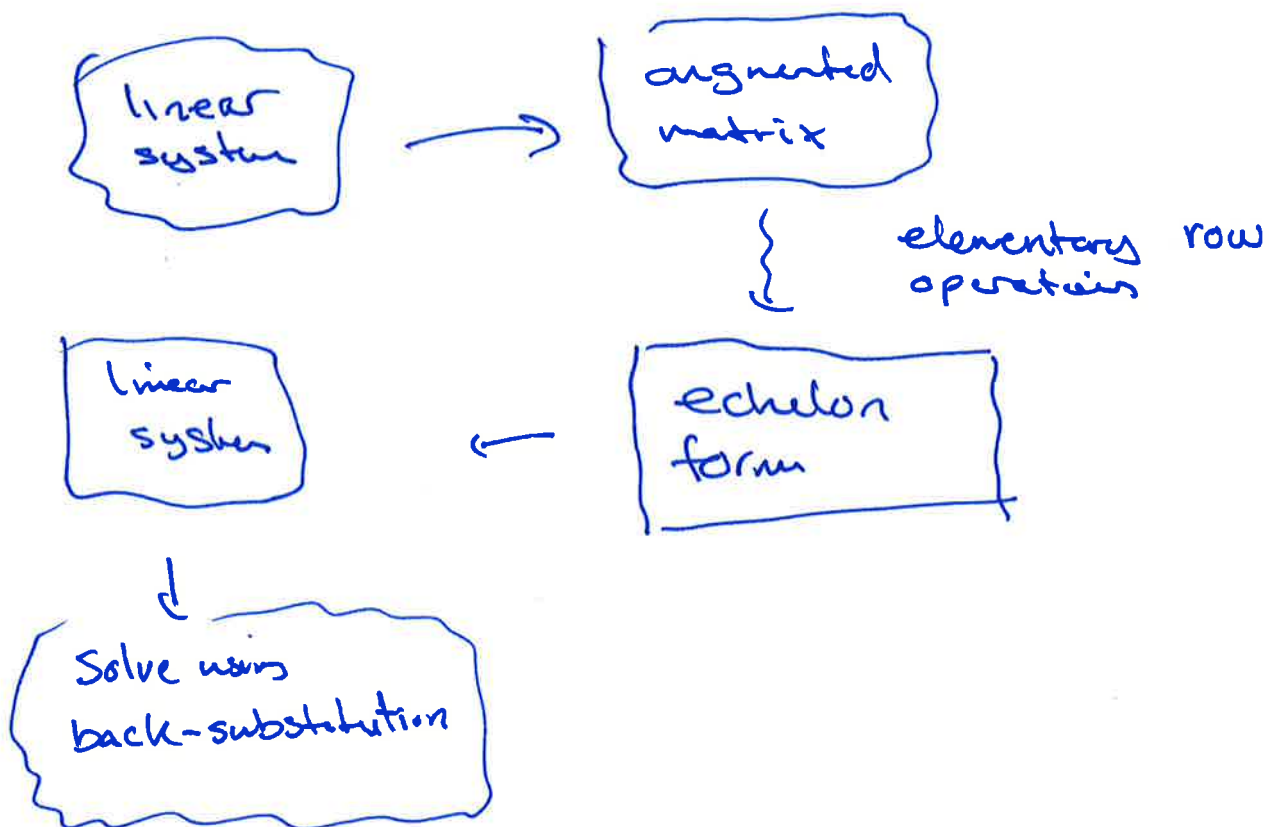 linear
system
augmented
matrix
elementary row
operations
linear
system
echelon
form
Solve using
back-substitution